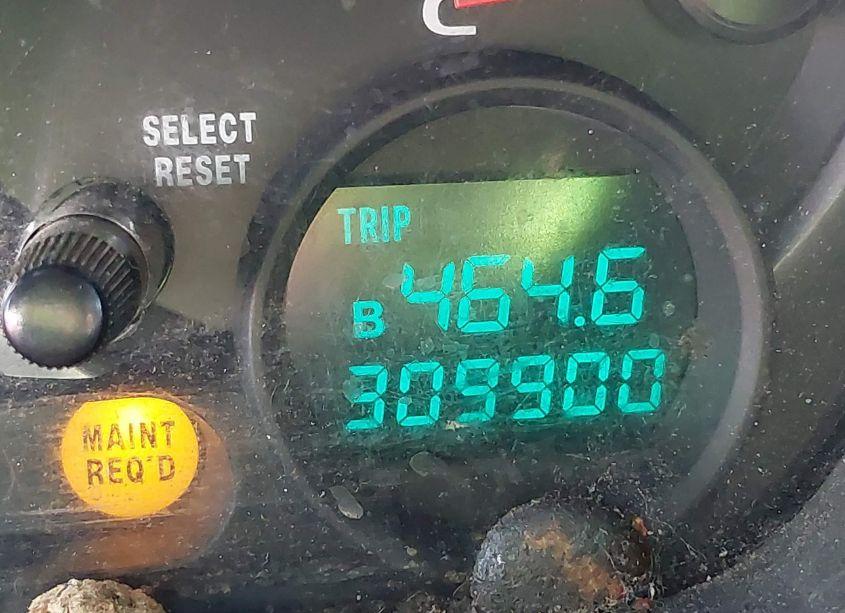 C
SELECT
RESET
TRIP
B 464.6
309900
MAINT
REQ'D